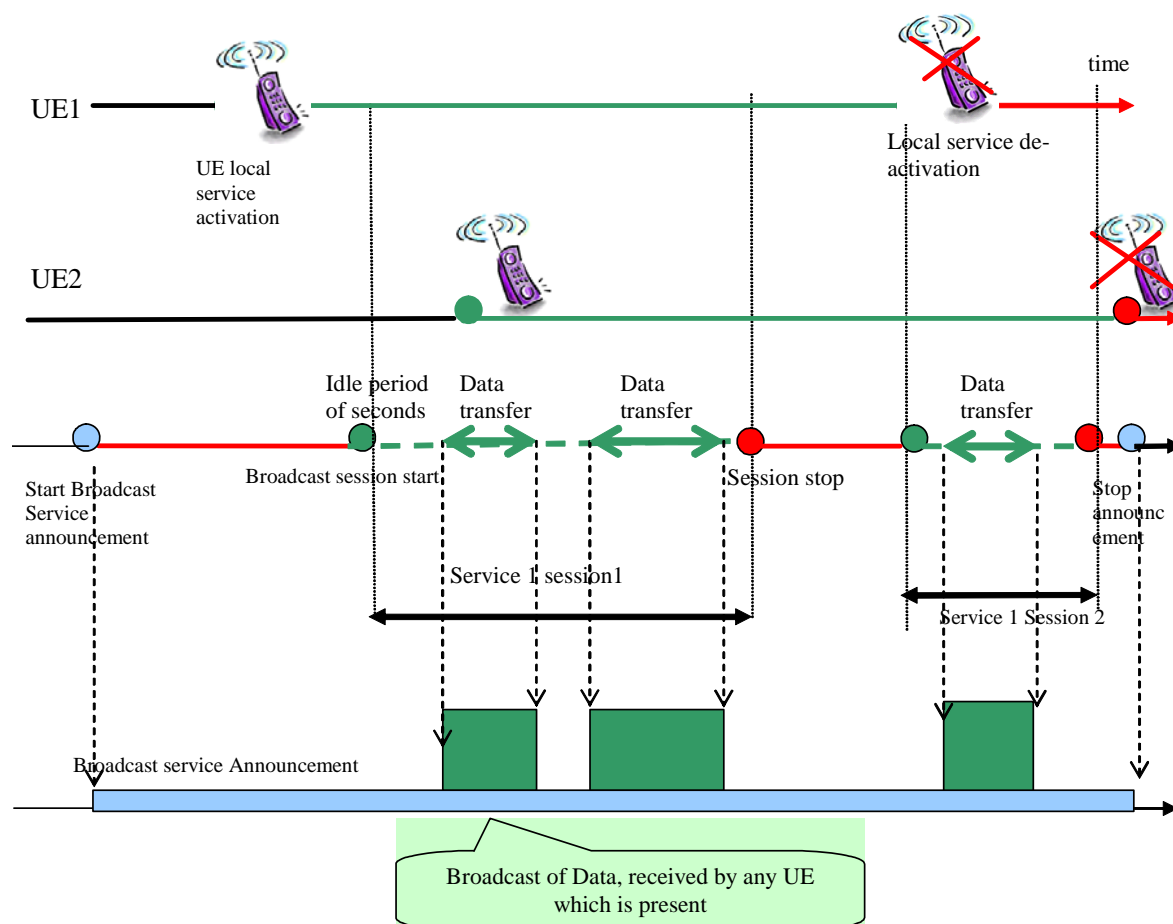 time
UE1
UE local
service
activation
Local service de-
activation
UE2
Idle period
of seconds
Data
transfer
Data
transfer
Data
transfer
Start Broadcast
Service
announcement
Broadcast session start
Session stop
Stop
announc
ement
Service 1 session1
Service 1 Session 2
Broadcast service Announcement
Broadcast of Data, received by any UE
which is present